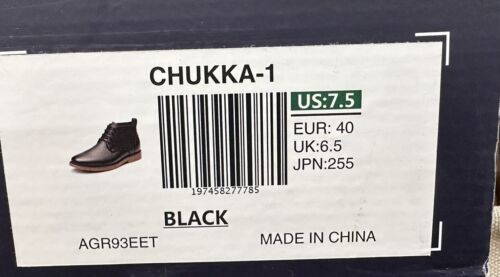 CHUKKA-1
US:7.5
EUR: 40
UK:6.5
JPN:255
197458277785
BLACK
AGR93EET
MADE IN CHINA